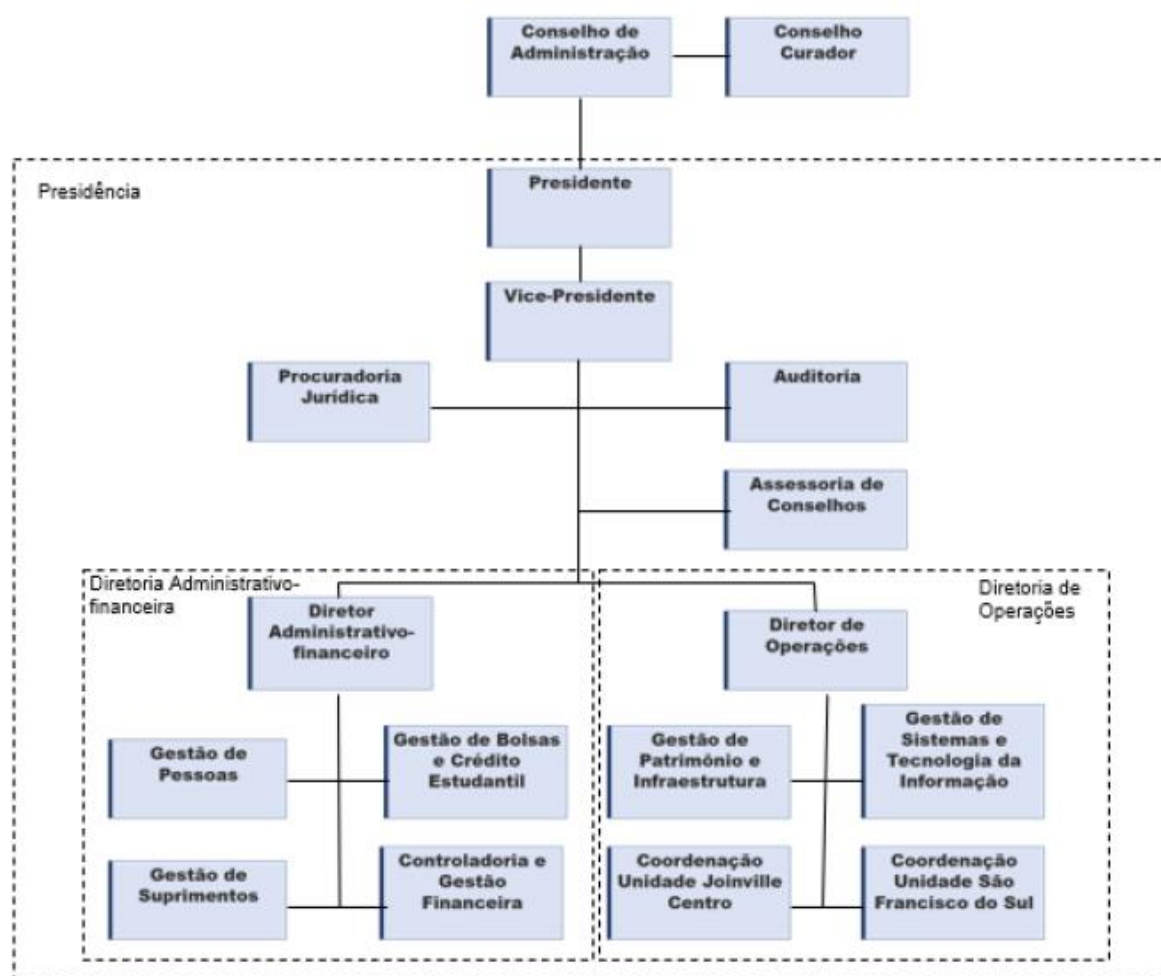 Conselho de
Administração
Conselho
Curador
Presidência
Presidente
Vice-Presidente
Procuradoria
Jurídica
Auditoria
Assessoria de
Conselhos
Diretoria Administrativo-
financeira
Diretor
Administrativo-
financeiro
Diretoria de
Operações
Diretor de
Operações
Gestão de
Pessoas
Gestão de Bolsas
e Crédito
Estudantil
Gestão de
Suprimentos
Controladoria e
Gestão
Financeira
Gestão de
Patrimônio e
Infraestrutura
Gestão de
Sistemas e
Tecnologia da
Informação
Coordenação
Unidade Joinville
Centro
Coordenação
Unidade São
Francisco do Sul